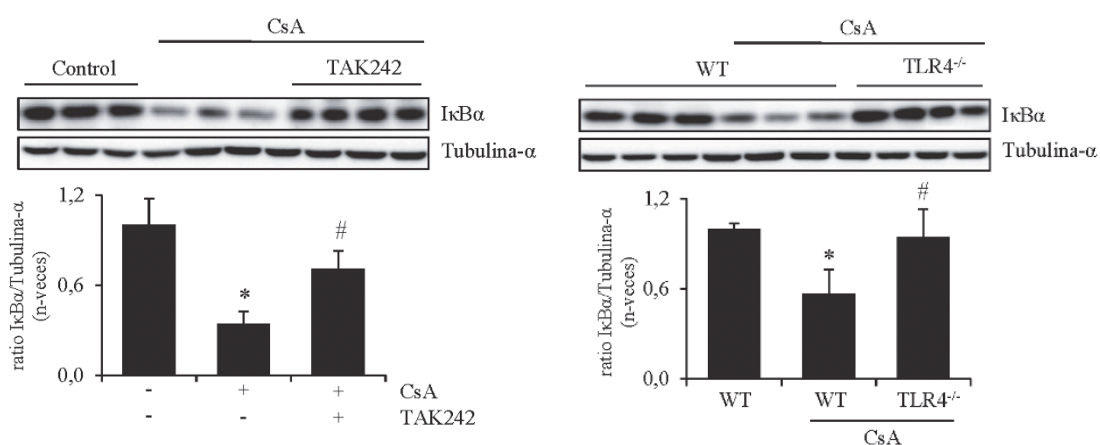 CsA
Control TAK242
IκBα
Tubulina-α
ratio IκBα/Tubulina-α
(n-veces)
1,2
0,6
0,0
*
#
- + + CsA
- - + TAK242
CsA
WT TLR4-/-
IκBα
Tubulina-α
ratio IκBα/Tubulina-α
(n-veces)
1,2
0,6
0,0
*
#
WT WT TLR4-/-
CsA